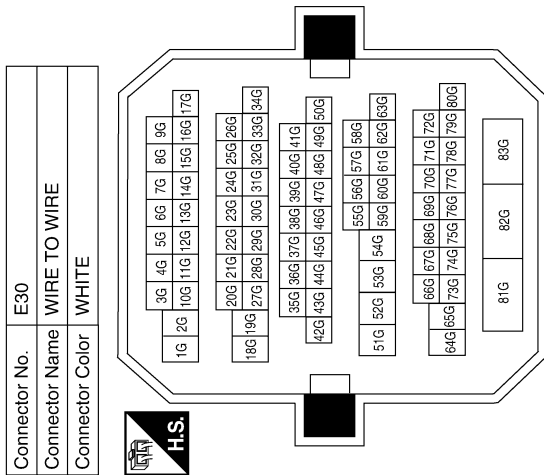 Connector No. E30
Connector Name WIRE TO WIRE
Connector Color WHITE
H.S.
3G 4G 5G 6G 7G 8G 9G
1G 2G 10G 11G 12G 13G 14G 15G 16G 17G
20G 21G 22G 23G 24G 25G 26G
18G 19G 27G 28G 29G 30G 31G 32G 33G 34G
35G 36G 37G 38G 39G 40G 41G
42G 43G 44G 45G 46G 47G 48G 49G 50G
55G 56G 57G 58G
51G 52G 53G 54G 59G 60G 61G 62G 63G
66G 67G 68G 69G 70G 71G 72G
64G 65G 73G 74G 75G 76G 77G 78G 79G 80G
81G 82G 83G